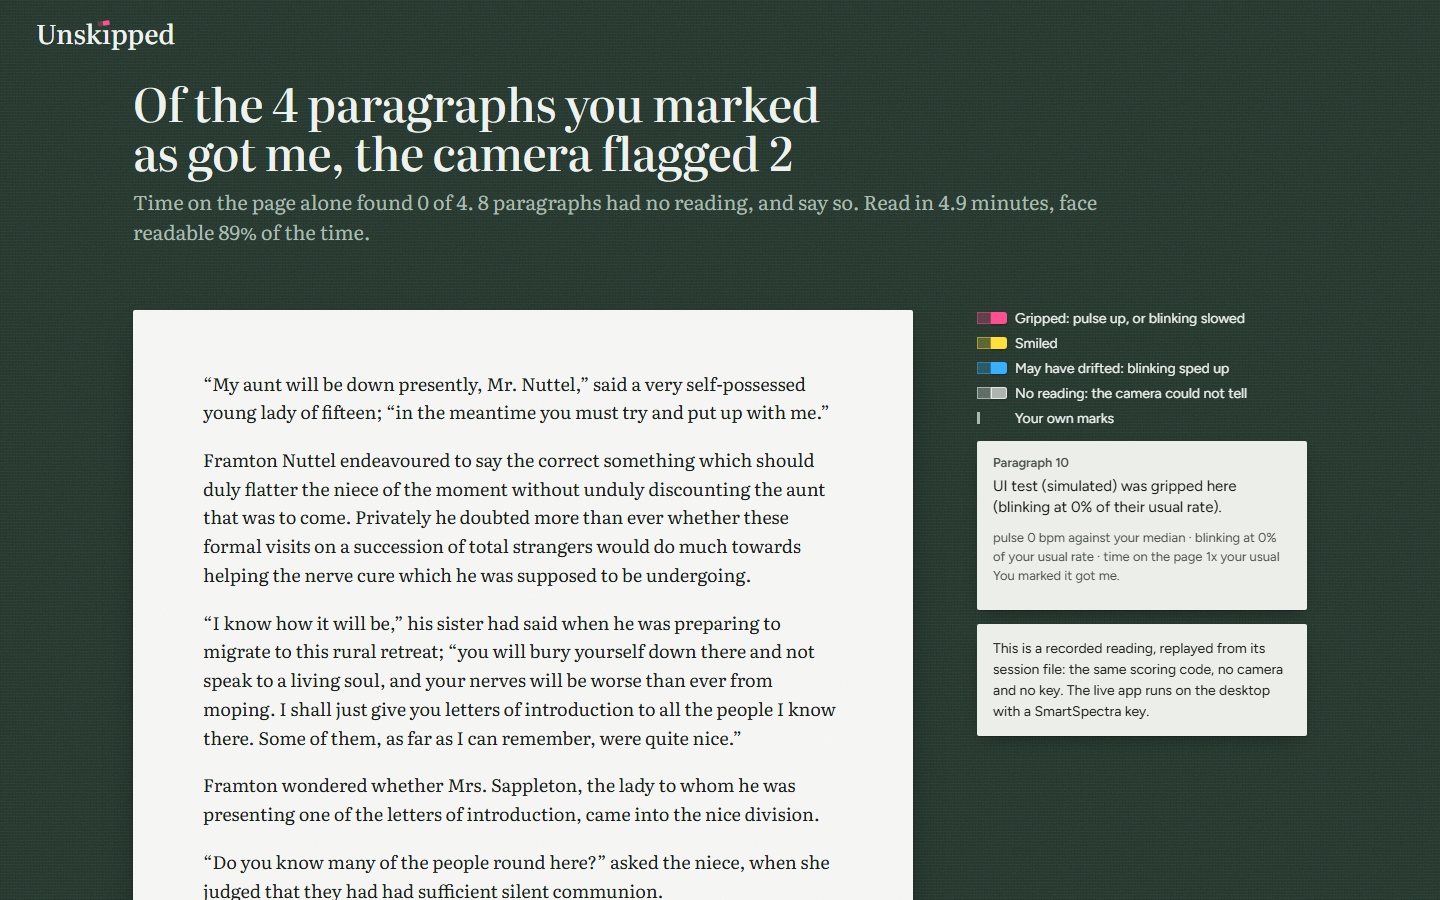 Unskipped
Of the 4 paragraphs you marked
as got me, the camera flagged 2
Time on the page alone found 0 of 4. 8 paragraphs had no reading, and say so. Read in 4.9 minutes, face
readable 89% of the time.
“My aunt will be down presently, Mr. Nuttel,” said a very self-possessed
young lady of fifteen; “in the meantime you must try and put up with me.”
Framton Nuttel endeavoured to say the correct something which should
duly flatter the niece of the moment without unduly discounting the aunt
that was to come. Privately he doubted more than ever whether these
formal visits on a succession of total strangers would do much towards
helping the nerve cure which he was supposed to be undergoing.
“I know how it will be,” his sister had said when he was preparing to
migrate to this rural retreat; “you will bury yourself down there and not
speak to a living soul, and your nerves will be worse than ever from
moping. I shall just give you letters of introduction to all the people I know
there. Some of them, as far as I can remember, were quite nice.”
Framton wondered whether Mrs. Sappleton, the lady to whom he was
presenting one of the letters of introduction, came into the nice division.
“Do you know many of the people round here?” asked the niece, when she
judged that they had had sufficient silent communion.
Gripped: pulse up, or blinking slowed
Smiled
May have drifted: blinking sped up
No reading: the camera could not tell
Your own marks
Paragraph 10
UI test (simulated) was gripped here
(blinking at 0% of their usual rate).
pulse 0 bpm against your median · blinking at 0%
of your usual rate · time on the page 1x your usual
You marked it got me.
This is a recorded reading, replayed from its
session file: the same scoring code, no camera
and no key. The live app runs on the desktop
with a SmartSpectra key.